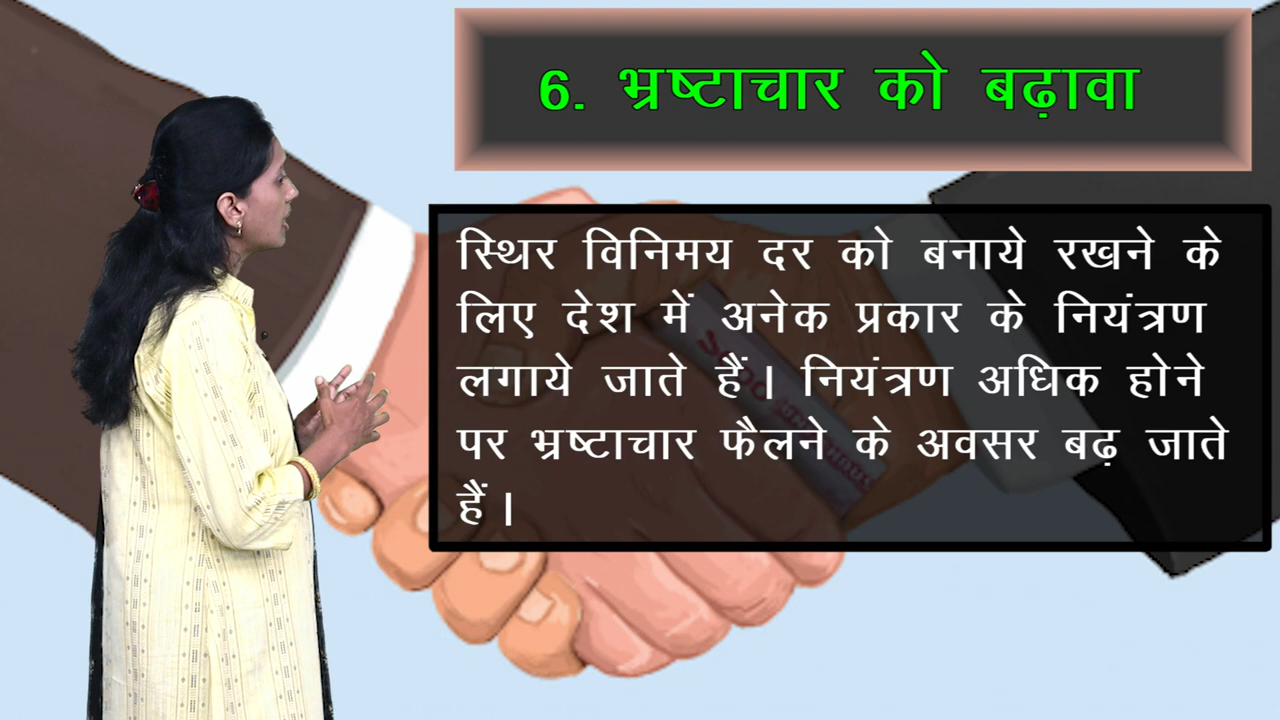 6. भ्रष्टाचार को बढ़ावा
स्थिर विनिमय दर को बनाये रखने के
लिए देश में अनेक प्रकार के नियंत्रण
लगाये जाते हैं। नियंत्रण अधिक होने
पर भ्रष्टाचार फैलने के अवसर बढ़ जाते
हैं।